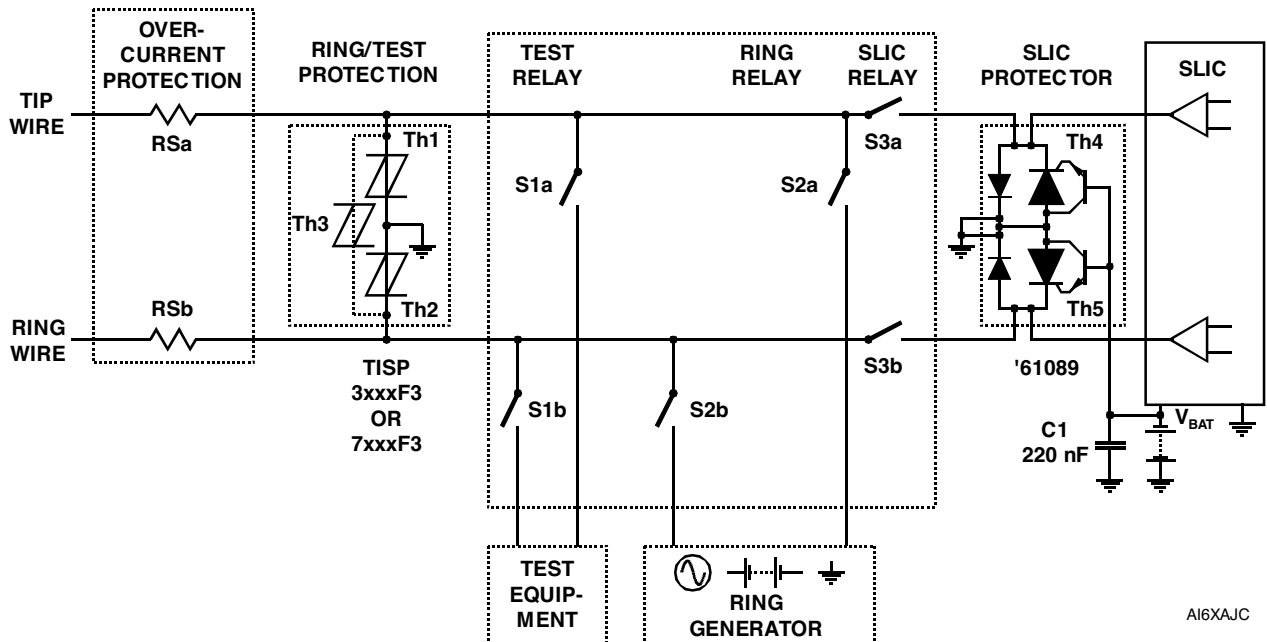 OVER-
CURRENT
PROTECTION
RING/TEST
PROTECTION
TEST
RELAY
RING
RELAY
SLIC
RELAY
SLIC
PROTECTOR
SLIC
TIP
WIRE
RSa
Th1
Th3
Th2
S1a
S2a
S3a
Th4
Th5
RING
WIRE
RSb
TISP
3xxxF3
OR
7xxxF3
S1b
S2b
S3b
'61089
C1
220 nF
VBAT
TEST
EQUIP-
MENT
RING
GENERATOR
AI6XAJC